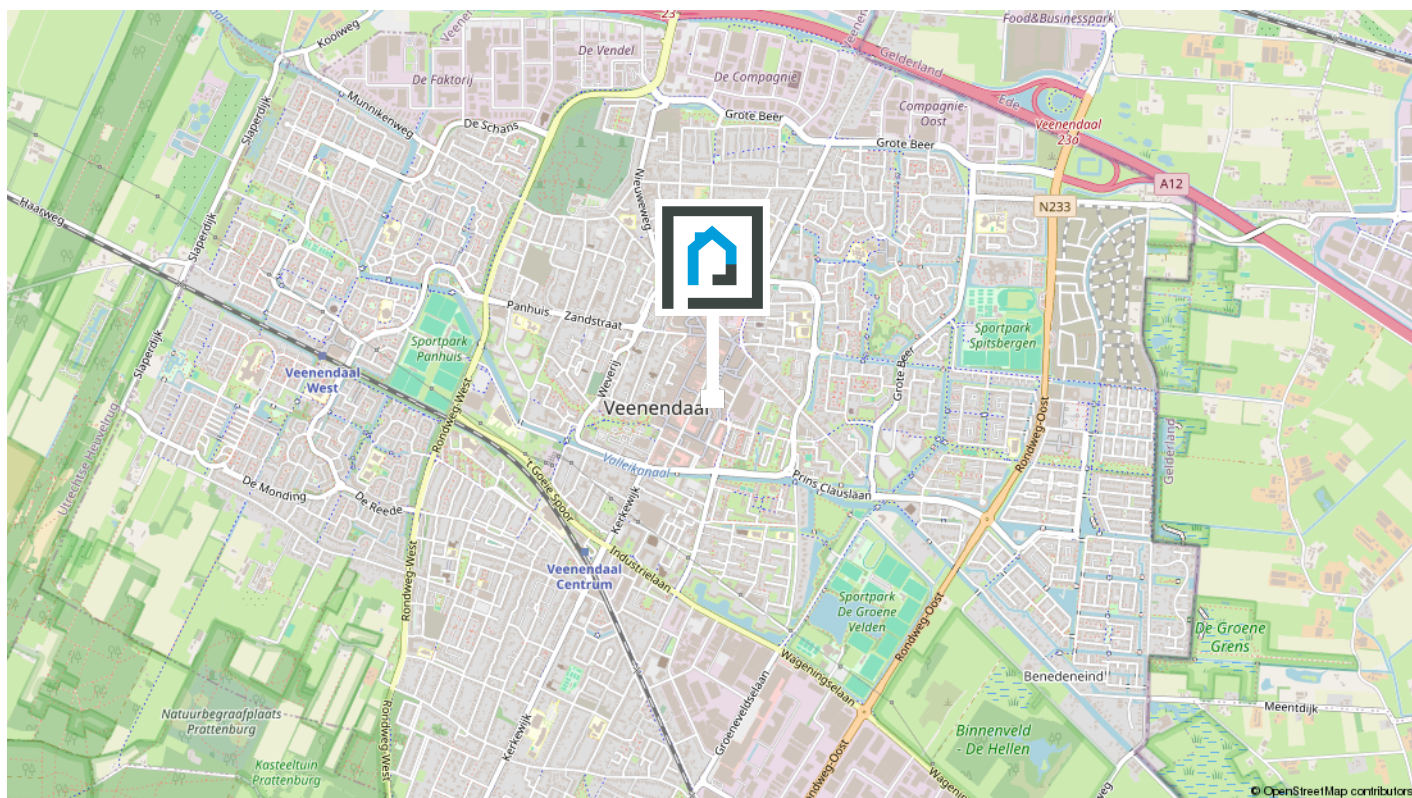 23
Food&Businesspark
Kooiweg
De Vendel
Gelderland
De Faktorij
De Compagnie
Munnikenweg
Compagnie-
Oost
Ede
Slaperdijk
De Schans
Grote Beer
Veenendaal
23a
Grote Beer
A12
Nieuweweg
Haarweg
N233
Slaperdijk
Panhuis
Zandstraat
Sportpark
Panhuis
Sportpark
Spitsbergen
Slaperdijk
Veenendaal
West
Weverij
Grote Beer
Veenendaal
Utrechtse Heuvelrug
Rondweg-West
Rondweg-Oost
Gelderland
Valleikanaal
't Goeie Spoor
Prins Clauslaan
De Monding
De Reede
Kerkewijk
Veenendaal
Centrum
Industrielaan
Rondweg-West
Sportpark
De Groene
Velden
Rondweg-Oost
De Groene
Grens
Wageningselaan
Benedeneind
Groeneveldselaan
Meentdijk
Natuurbegraafplaats
Prattenburg
Kerkewijk
Rondweg-West
Binnenveld
- De Hellen
Kasteeltuin
Prattenburg
Rondweg-Oost
© OpenStreetMap contributors